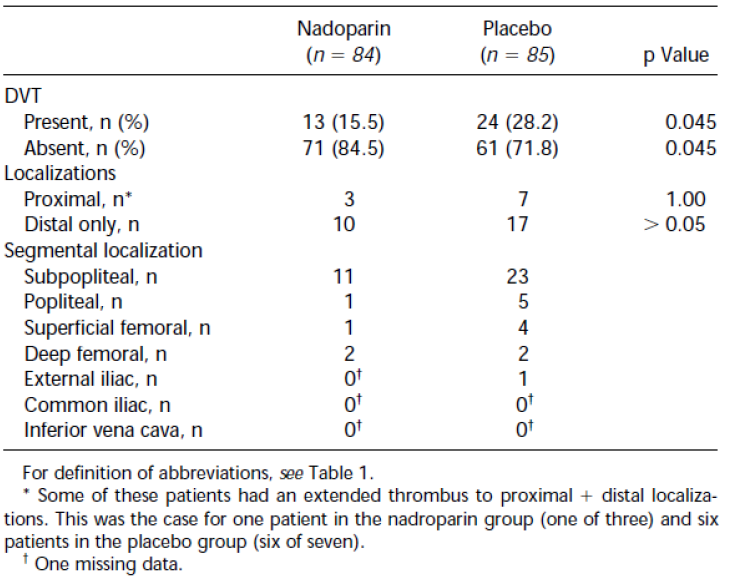 Nadoparin Placebo
(n = 84) (n = 85) p Value
DVT
Present, n (%) 13 (15.5) 24 (28.2) 0.045
Absent, n (%) 71 (84.5) 61 (71.8) 0.045
Localizations
Proximal, n* 3 7 1.00
Distal only, n 10 17 > 0.05
Segmental localization
Subpopliteal, n 11 23
Popliteal, n 1 5
Superficial femoral, n 1 4
Deep femoral, n 2 2
External iliac, n 0† 1
Common iliac, n 0† 0†
Inferior vena cava, n 0† 0†
For definition of abbreviations, see Table 1.
* Some of these patients had an extended thrombus to proximal + distal localiza-
tions. This was the case for one patient in the nadroparin group (one of three) and six
patients in the placebo group (six of seven).
† One missing data.